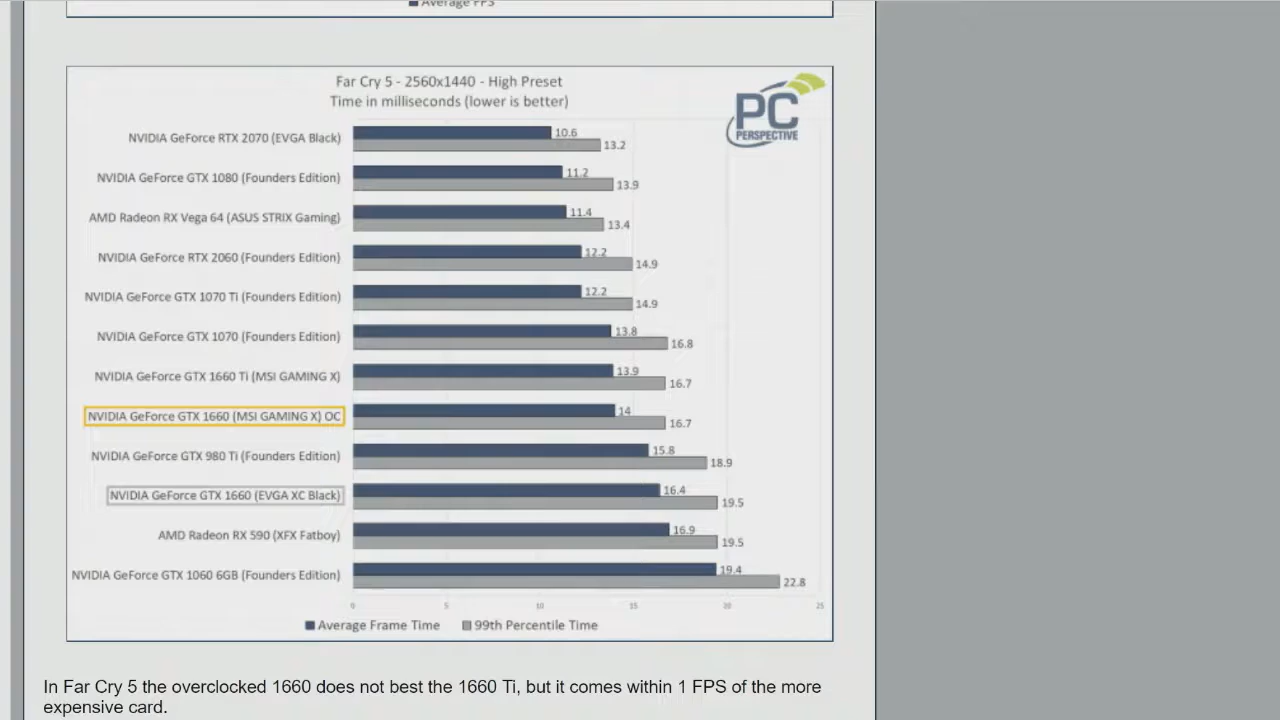 Average FPS
Far Cry 5 - 2560x1440 - High Preset
Time in milliseconds (lower is better)
PC
PERSPECTIVE
NVIDIA GeForce RTX 2070 (EVGA Black)
10.6
13.2
NVIDIA GeForce GTX 1080 (Founders Edition)
11.2
13.9
AMD Radeon RX Vega 64 (ASUS STRIX Gaming)
11.4
13.4
NVIDIA GeForce RTX 2060 (Founders Edition)
12.2
14.9
NVIDIA GeForce GTX 1070 Ti (Founders Edition)
12.2
14.9
NVIDIA GeForce GTX 1070 (Founders Edition)
13.8
16.8
NVIDIA GeForce GTX 1660 Ti (MSI GAMING X)
13.9
16.7
NVIDIA GeForce GTX 1660 (MSI GAMING X) OC
14
16.7
NVIDIA GeForce GTX 980 Ti (Founders Edition)
15.8
18.9
NVIDIA GeForce GTX 1660 (EVGA XC Black)
16.4
19.5
AMD Radeon RX 590 (XFX Fatboy)
16.9
19.5
NVIDIA GeForce GTX 1060 6GB (Founders Edition)
19.4
22.8
0 5 10 15 20 25
Average Frame Time 99th Percentile Time
In Far Cry 5 the overclocked 1660 does not best the 1660 Ti, but it comes within 1 FPS of the more
expensive card.